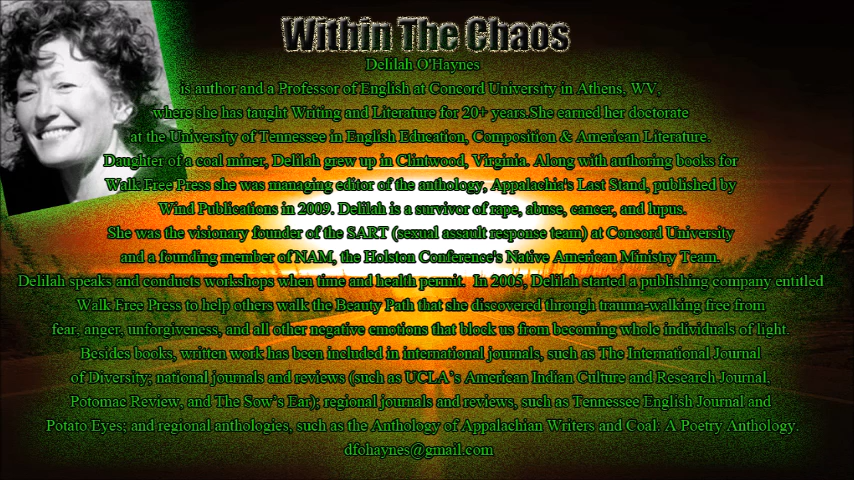 Within The Chaos
Delilah O'Haynes
is author and a Professor of English at Concord University in Athens, WV,
where she has taught Writing and Literature for 20+ years.She earned her doctorate
at the University of Tennessee in English Education, Composition & American Literature.
Daughter of a coal miner, Delilah grew up in Clintwood, Virginia. Along with authoring books for
Walk Free Press she was managing editor of the anthology, Appalachia's Last Stand, published by
Wind Publications in 2009. Delilah is a survivor of rape, abuse, cancer, and lupus.
She was the visionary founder of the SART (sexual assault response team) at Concord University
and a founding member of NAM, the Holston Conference's Native American Ministry Team.
Delilah speaks and conducts workshops when time and health permit. In 2005, Delilah started a publishing company entitled
Walk Free Press to help others walk the Beauty Path that she discovered through trauma-walking free from
fear, anger, unforgiveness, and all other negative emotions that block us from becoming whole individuals of light.
Besides books, written work has been included in international journals, such as The International Journal
of Diversity; national journals and reviews (such as UCLA's American Indian Culture and Research Journal,
Potomac Review, and The Sow's Ear); regional journals and reviews, such as Tennessee English Journal and
Potato Eyes; and regional anthologies, such as the Anthology of Appalachian Writers and Coal: A Poetry Anthology.
dfohaynes@gmail.com